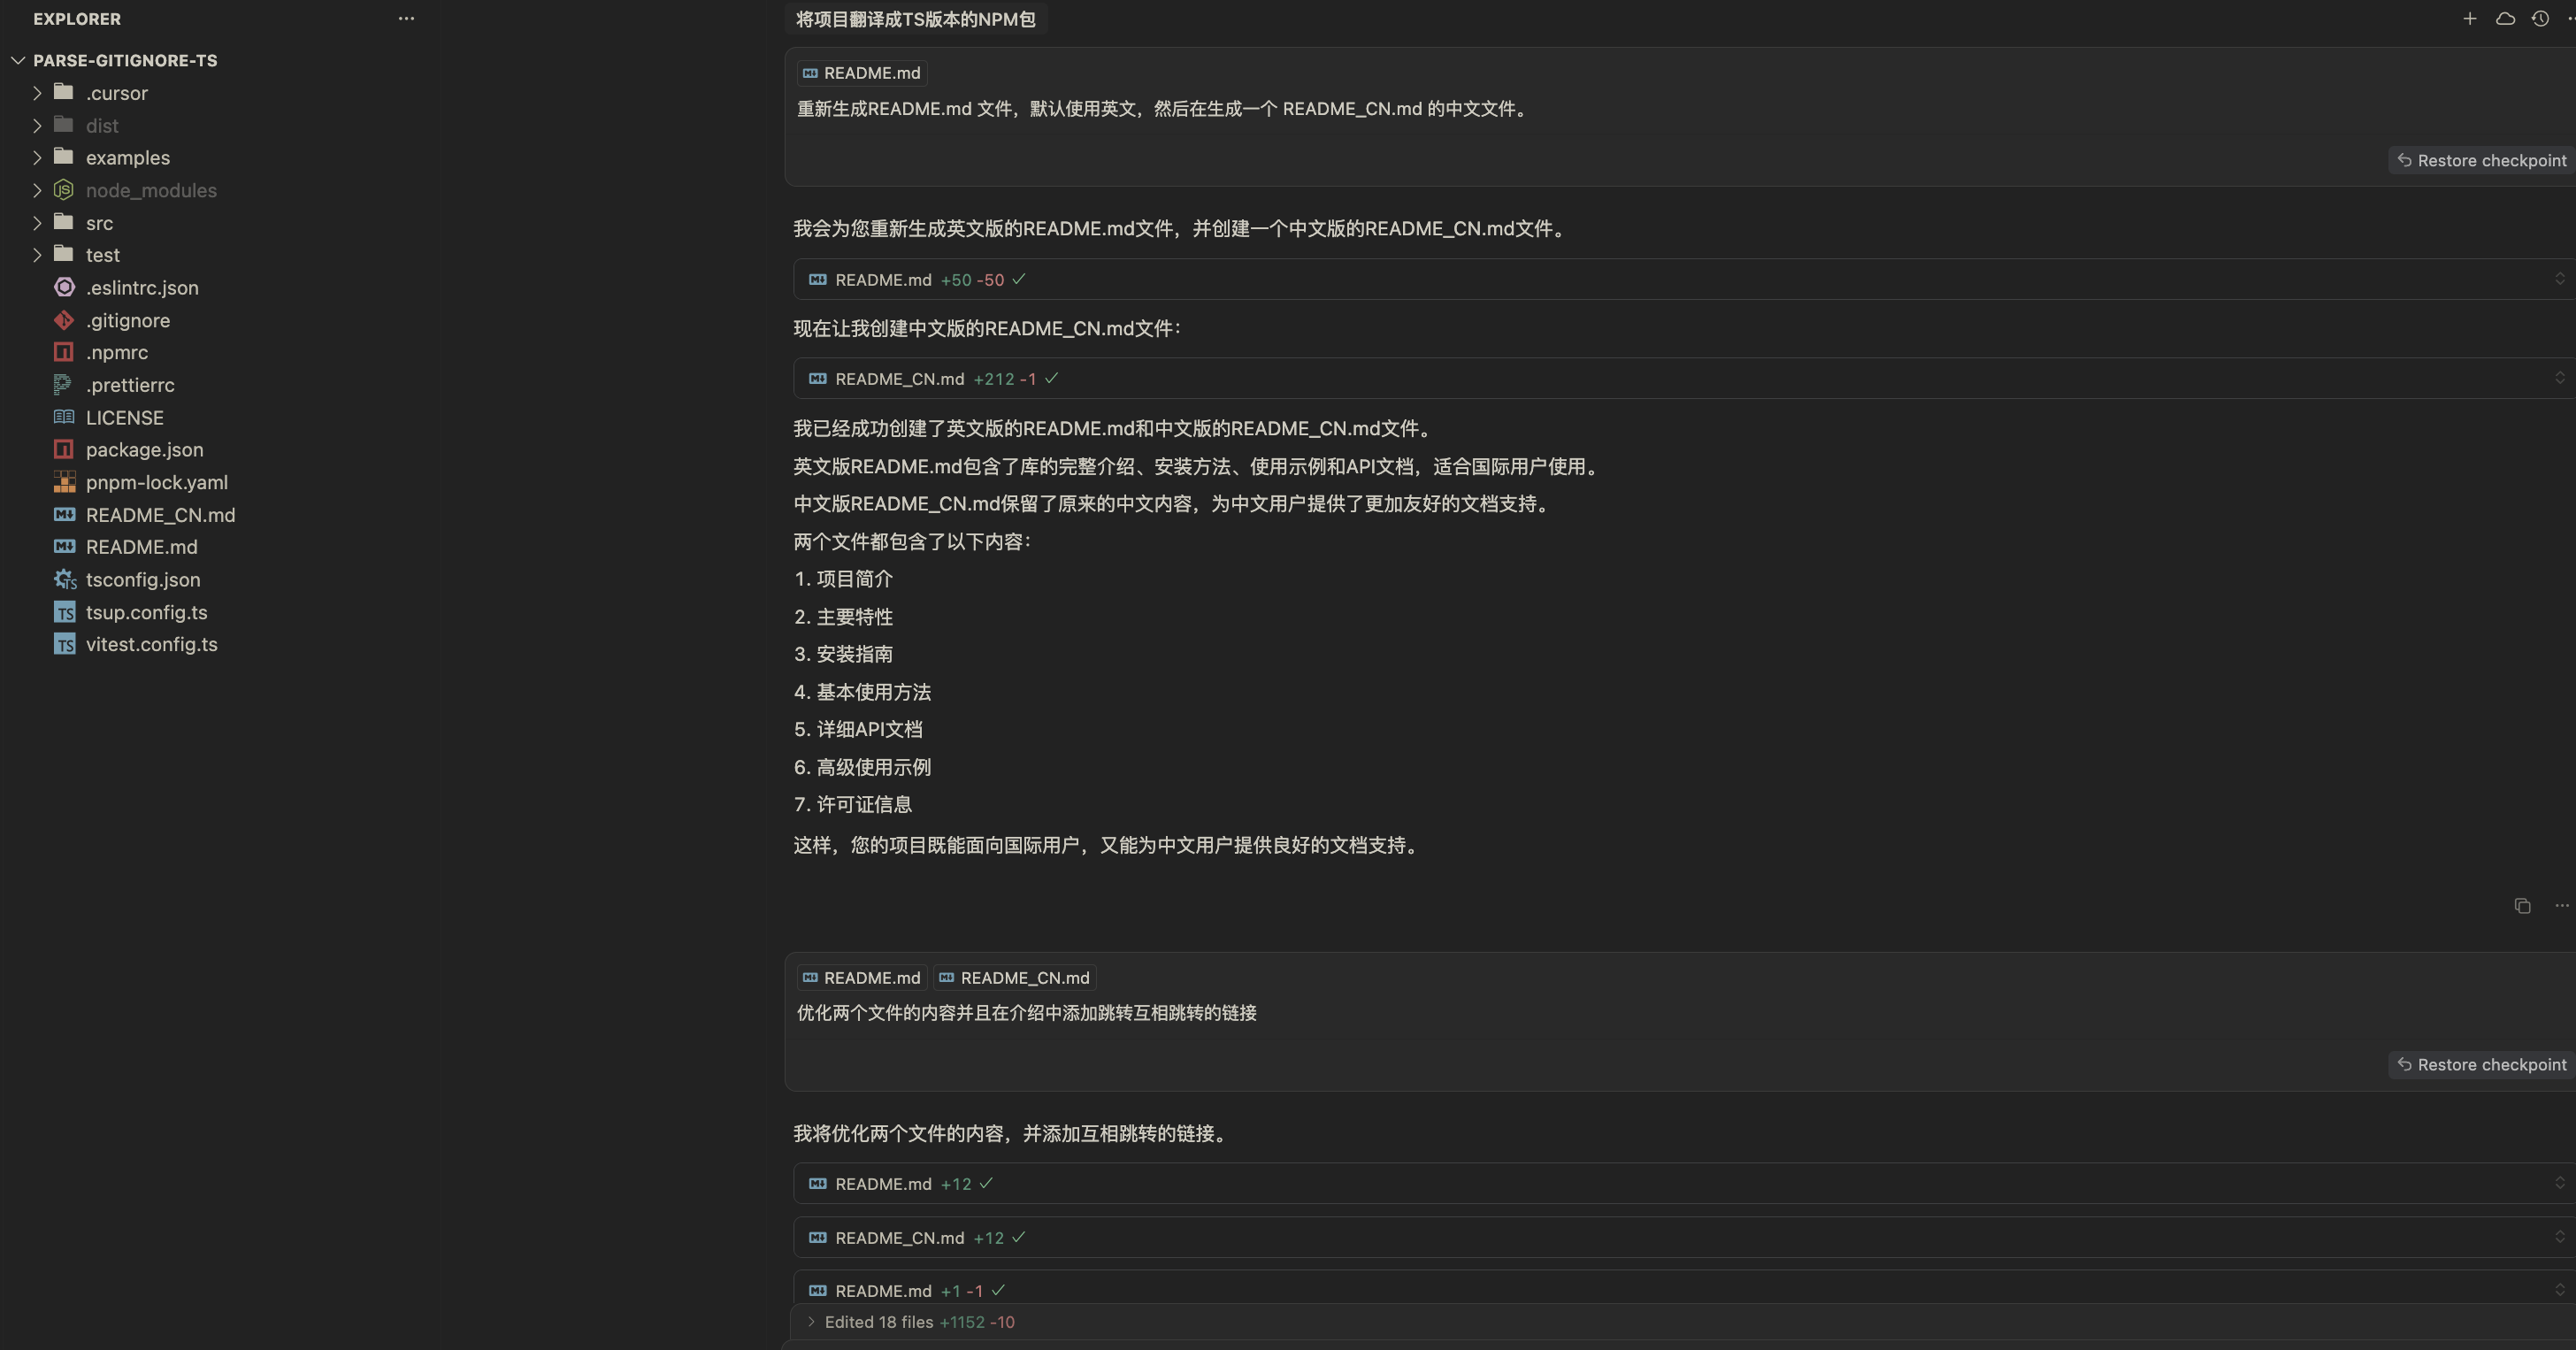 EXPLORER
PARSE-GITIGNORE-TS
.cursor
dist
examples
node_modules
src
test
.eslintrc.json
.gitignore
.npmrc
.prettierrc
LICENSE
package.json
pnpm-lock.yaml
README_CN.md
README.md
tsconfig.json
tsup.config.ts
vitest.config.ts
将项目翻译成TS版本的NPM包
README.md
重新生成README.md 文件，默认使用英文，然后在生成一个 README_CN.md 的中文文件。
Restore checkpoint
我会为您重新生成英文版的README.md文件，并创建一个中文版的README_CN.md文件。
README.md +50 -50
现在让我创建中文版的README_CN.md文件：
README_CN.md +212 -1
我已经成功创建了英文版的README.md和中文版的README_CN.md文件。
英文版README.md包含了库的完整介绍、安装方法、使用示例和API文档，适合国际用户使用。
中文版README_CN.md保留了原来的中文内容，为中文用户提供了更加友好的文档支持。
两个文件都包含了以下内容：
1. 项目简介
2. 主要特性
3. 安装指南
4. 基本使用方法
5. 详细API文档
6. 高级使用示例
7. 许可证信息
这样，您的项目既能面向国际用户，又能为中文用户提供良好的文档支持。
README.md README_CN.md
优化两个文件的内容并且在介绍中添加跳转互相跳转的链接
Restore checkpoint
我将优化两个文件的内容，并添加互相跳转的链接。
README.md +12
README_CN.md +12
README.md +1 -1
Edited 18 files +1152 -10